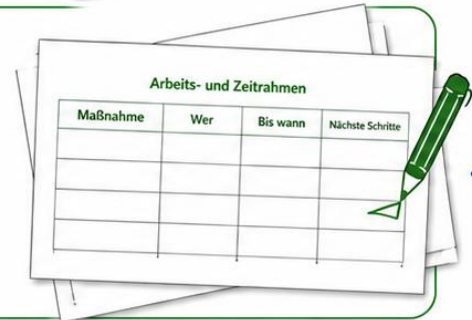 Arbeits- und Zeitrahmen
Maßnahme Wer Bis wann Nächste Schritte